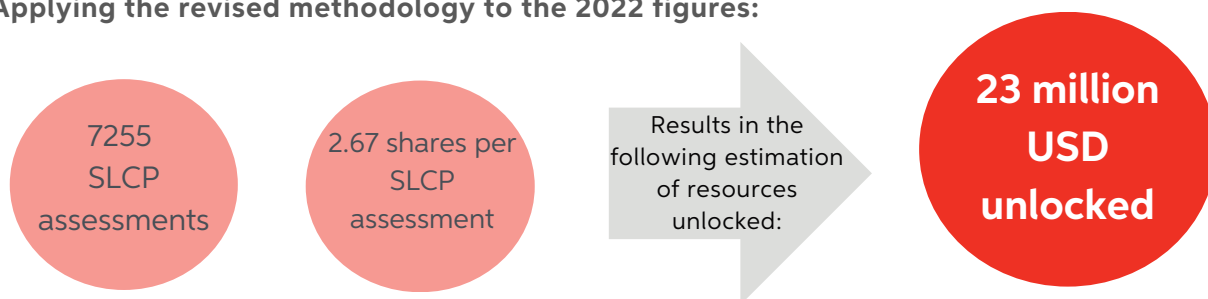 Applying the revised methodology to the 2022 figures:
7255
SLCP
assessments
2.67 shares per
SLCP
assessment
Results in the
following estimation
of resources
unlocked:
23 million
USD
unlocked